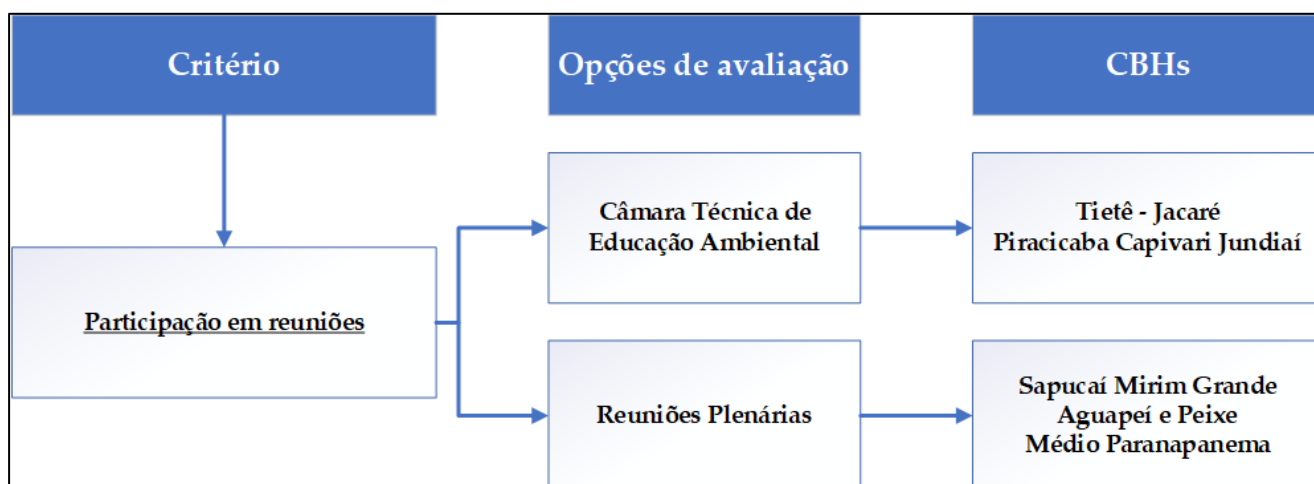 Critério
Opções de avaliação
CBHs
Participação em reuniões
Câmara Técnica de
Educação Ambiental
Tietê - Jacaré
Piracicaba Capivari Jundiaí
Reuniões Plenárias
Sapucaí Mirim Grande
Aguapeí e Peixe
Médio Paranapanema